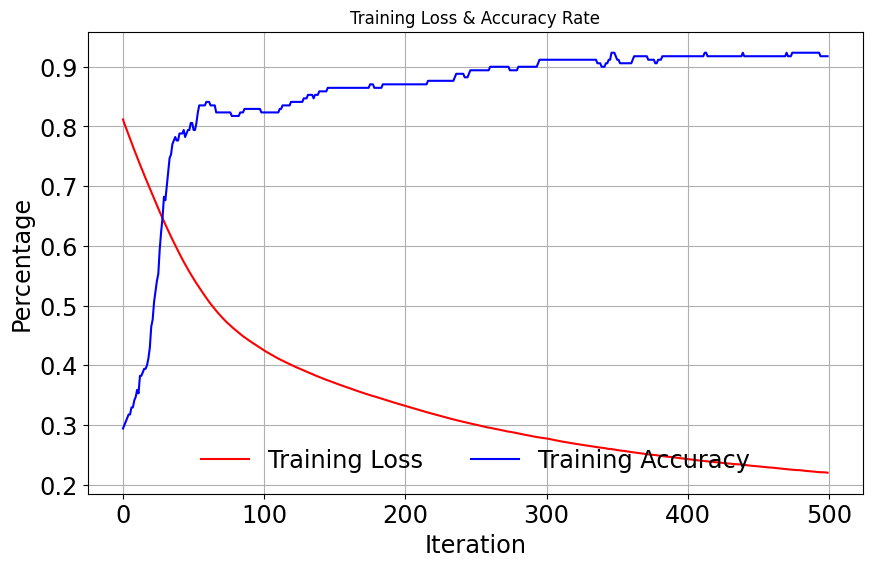 Training Loss & Accuracy Rate
Percentage
0.9
0.8
0.7
0.6
0.5
0.4
0.3
0.2
Training Loss
Training Accuracy
0
100
200
300
400
500
Iteration